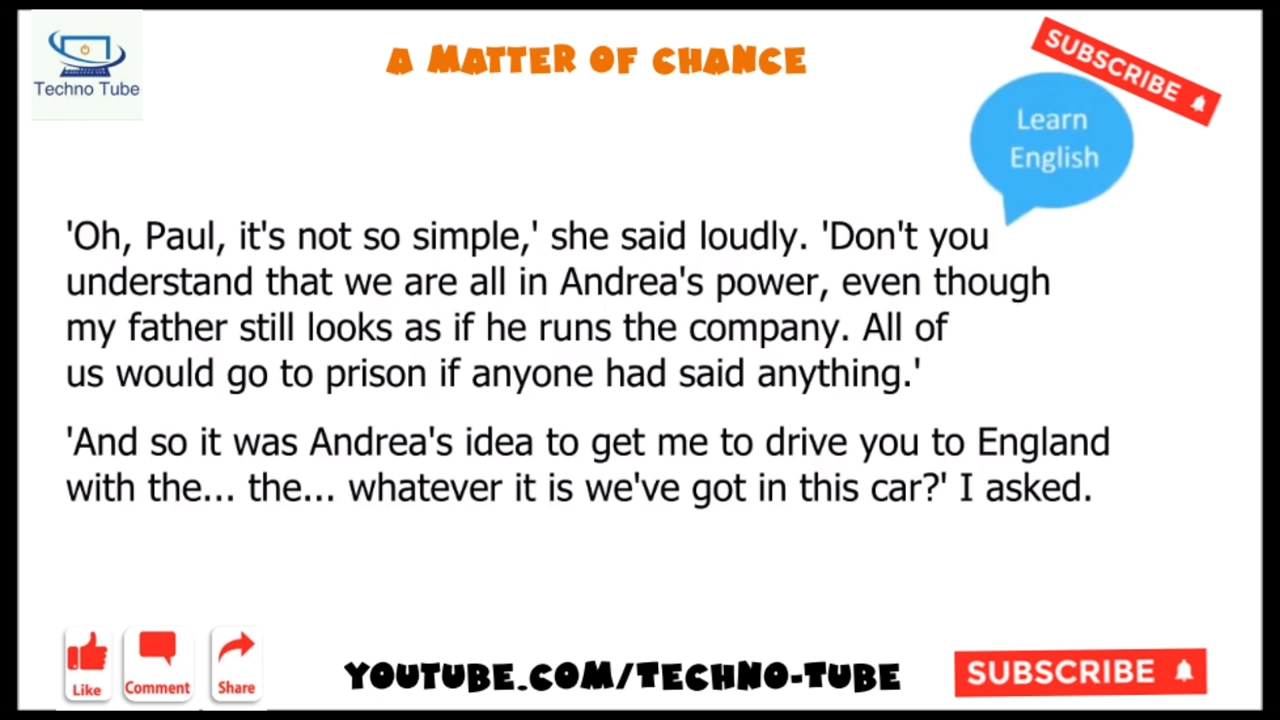 Techno Tube
A MATTER OF CHANCE
SUBSCRIBE
Learn
English
'Oh, Paul, it's not so simple,' she said loudly. 'Don't you
understand that we are all in Andrea's power, even though
my father still looks as if he runs the company. All of
us would go to prison if anyone had said anything.'
'And so it was Andrea's idea to get me to drive you to England
with the... the... whatever it is we've got in this car?' I asked.
Like
Comment
Share
YOUTUBE.COM/TECHNO-TUBE
SUBSCRIBE